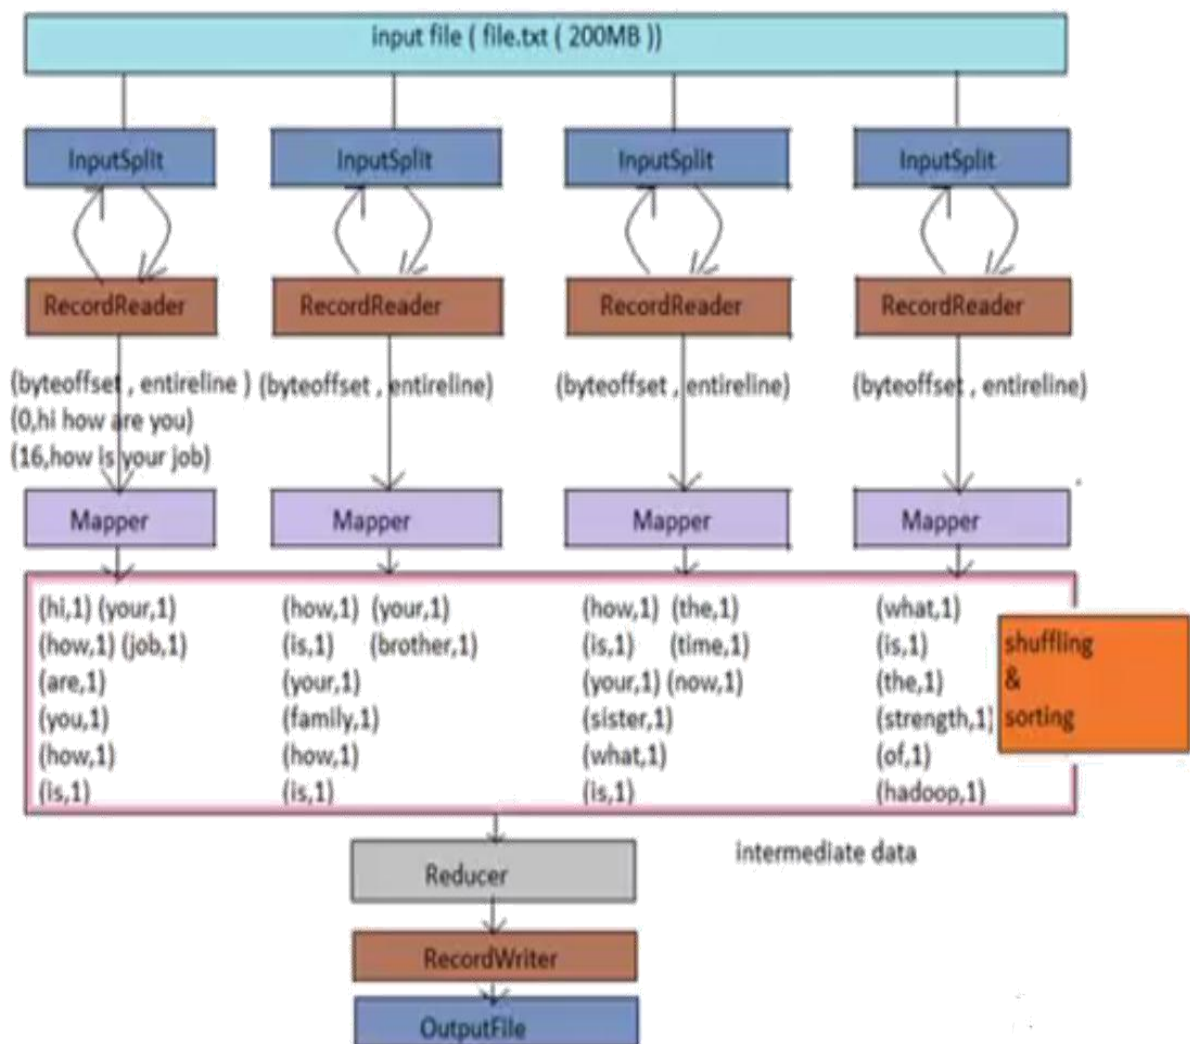 input file ( file.txt ( 200MB ))
InputSplit InputSplit InputSplit InputSplit
RecordReader RecordReader RecordReader RecordReader
(byteoffset , entireline ) (byteoffset , entireline) (byteoffset , entireline) (byteoffset , entireline)
(0,hi how are you)
(16,how is your job)
Mapper Mapper Mapper Mapper
(hi,1) (your,1) (how,1) (your,1) (how,1) (the,1) (what,1)
(how,1) (job,1) (is,1) (brother,1) (is,1) (time,1) (is,1) shuffling
(are,1) (your,1) (your,1) (now,1) (the,1) &
(you,1) (family,1) (sister,1) (strength,1) sorting
(how,1) (how,1) (what,1) (of,1)
(is,1) (is,1) (is,1) (hadoop,1)
intermediate data
Reducer
RecordWriter
OutputFile